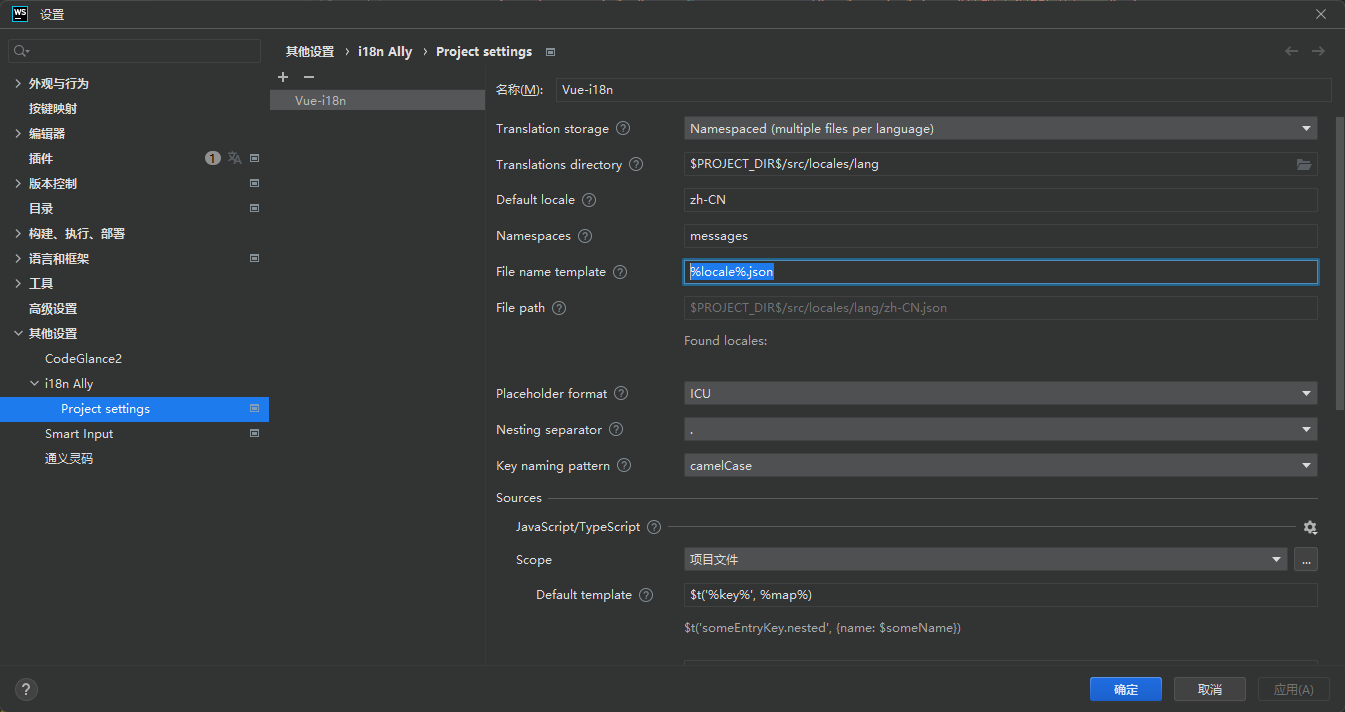 WS 设置
其他设置 › i18n Ally › Project settings
外观与行为
按键映射
编辑器
插件 1
版本控制
目录
构建、执行、部署
语言和框架
工具
高级设置
其他设置
CodeGlance2
i18n Ally
Project settings
Smart Input
通义灵码
Vue-i18n
名称(M): Vue-i18n
Translation storage ? Namespaced (multiple files per language)
Translations directory ? $PROJECT_DIR$/src/locales/lang
Default locale ? zh-CN
Namespaces ? messages
File name template ? %locale%.json
File path ? $PROJECT_DIR$/src/locales/lang/zh-CN.json
Found locales:
Placeholder format ? ICU
Nesting separator ? .
Key naming pattern ? camelCase
Sources
JavaScript/TypeScript ?
Scope 项目文件 ...
Default template ? $t('%key%', %map%)
$t('someEntryKey.nested', {name: $someName})
? 确定 取消 应用(A)